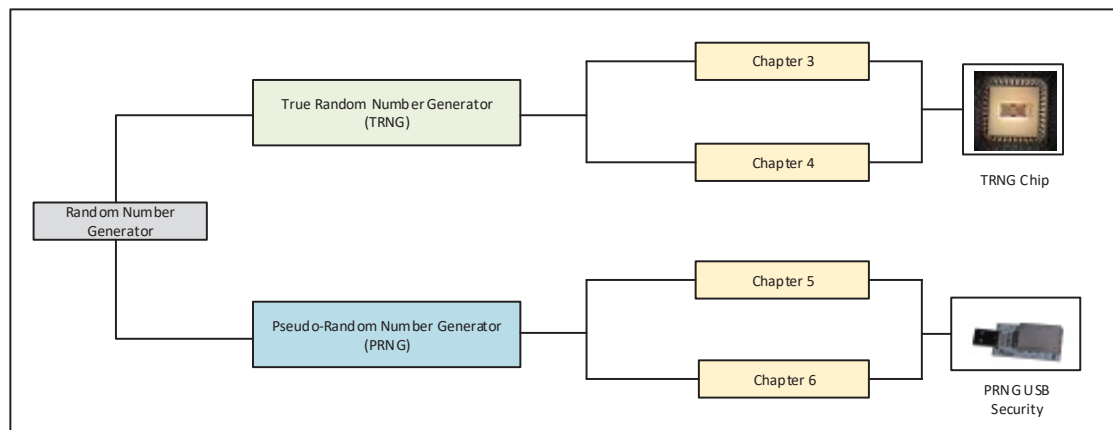 Chapter 3
True Random Number Generator
(TRNG)
Chapter 4
TRNG Chip
Random Number
Generator
Chapter 5
Pseudo-Random Number Generator
(PRNG)
Chapter 6
PRNG USB
Security